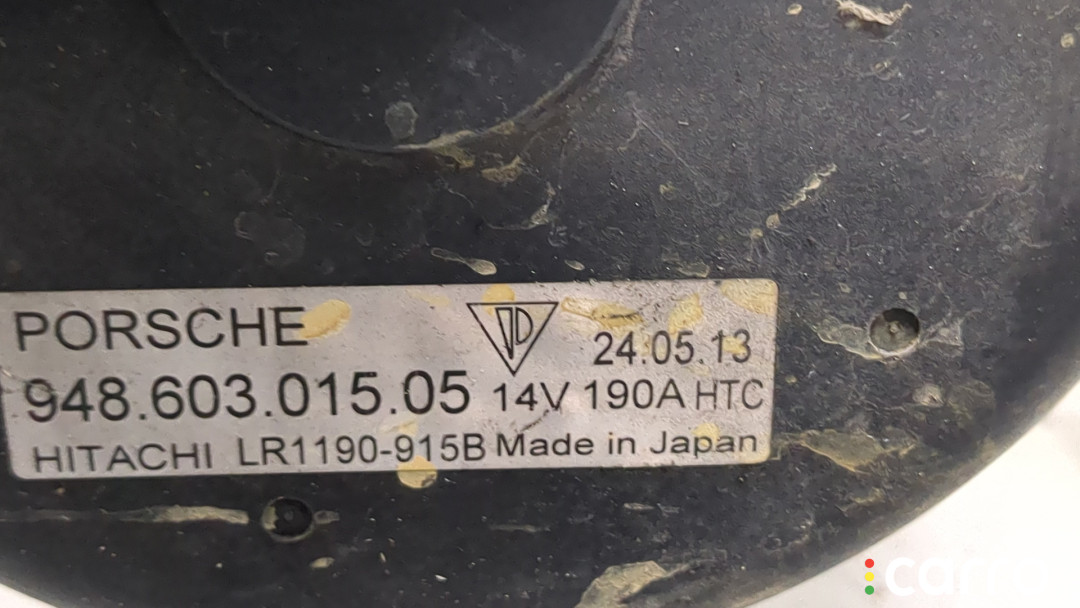 PORSCHE
24.05.13
948.603.015.05 14V 190A HTC
HITACHI LR1190-915B Made in Japan